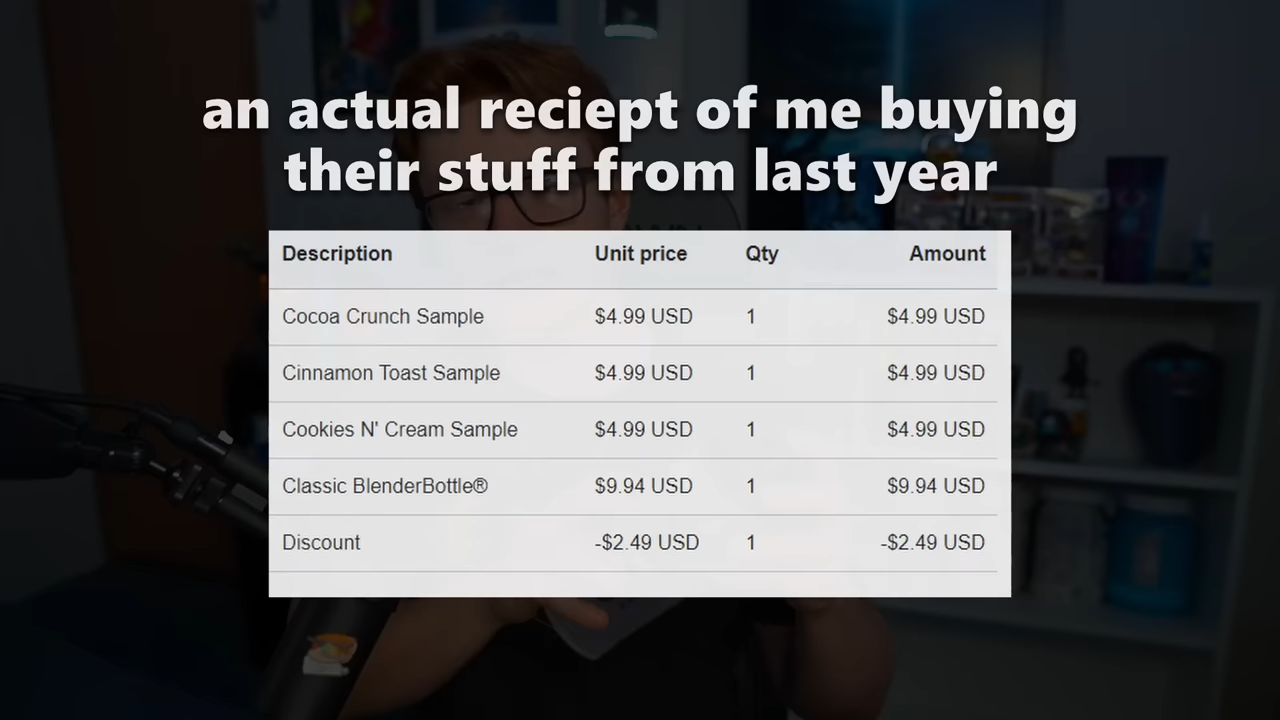 an actual reciept of me buying
their stuff from last year
Description Unit price Qty Amount
Cocoa Crunch Sample $4.99 USD 1 $4.99 USD
Cinnamon Toast Sample $4.99 USD 1 $4.99 USD
Cookies N' Cream Sample $4.99 USD 1 $4.99 USD
Classic BlenderBottle® $9.94 USD 1 $9.94 USD
Discount -$2.49 USD 1 -$2.49 USD